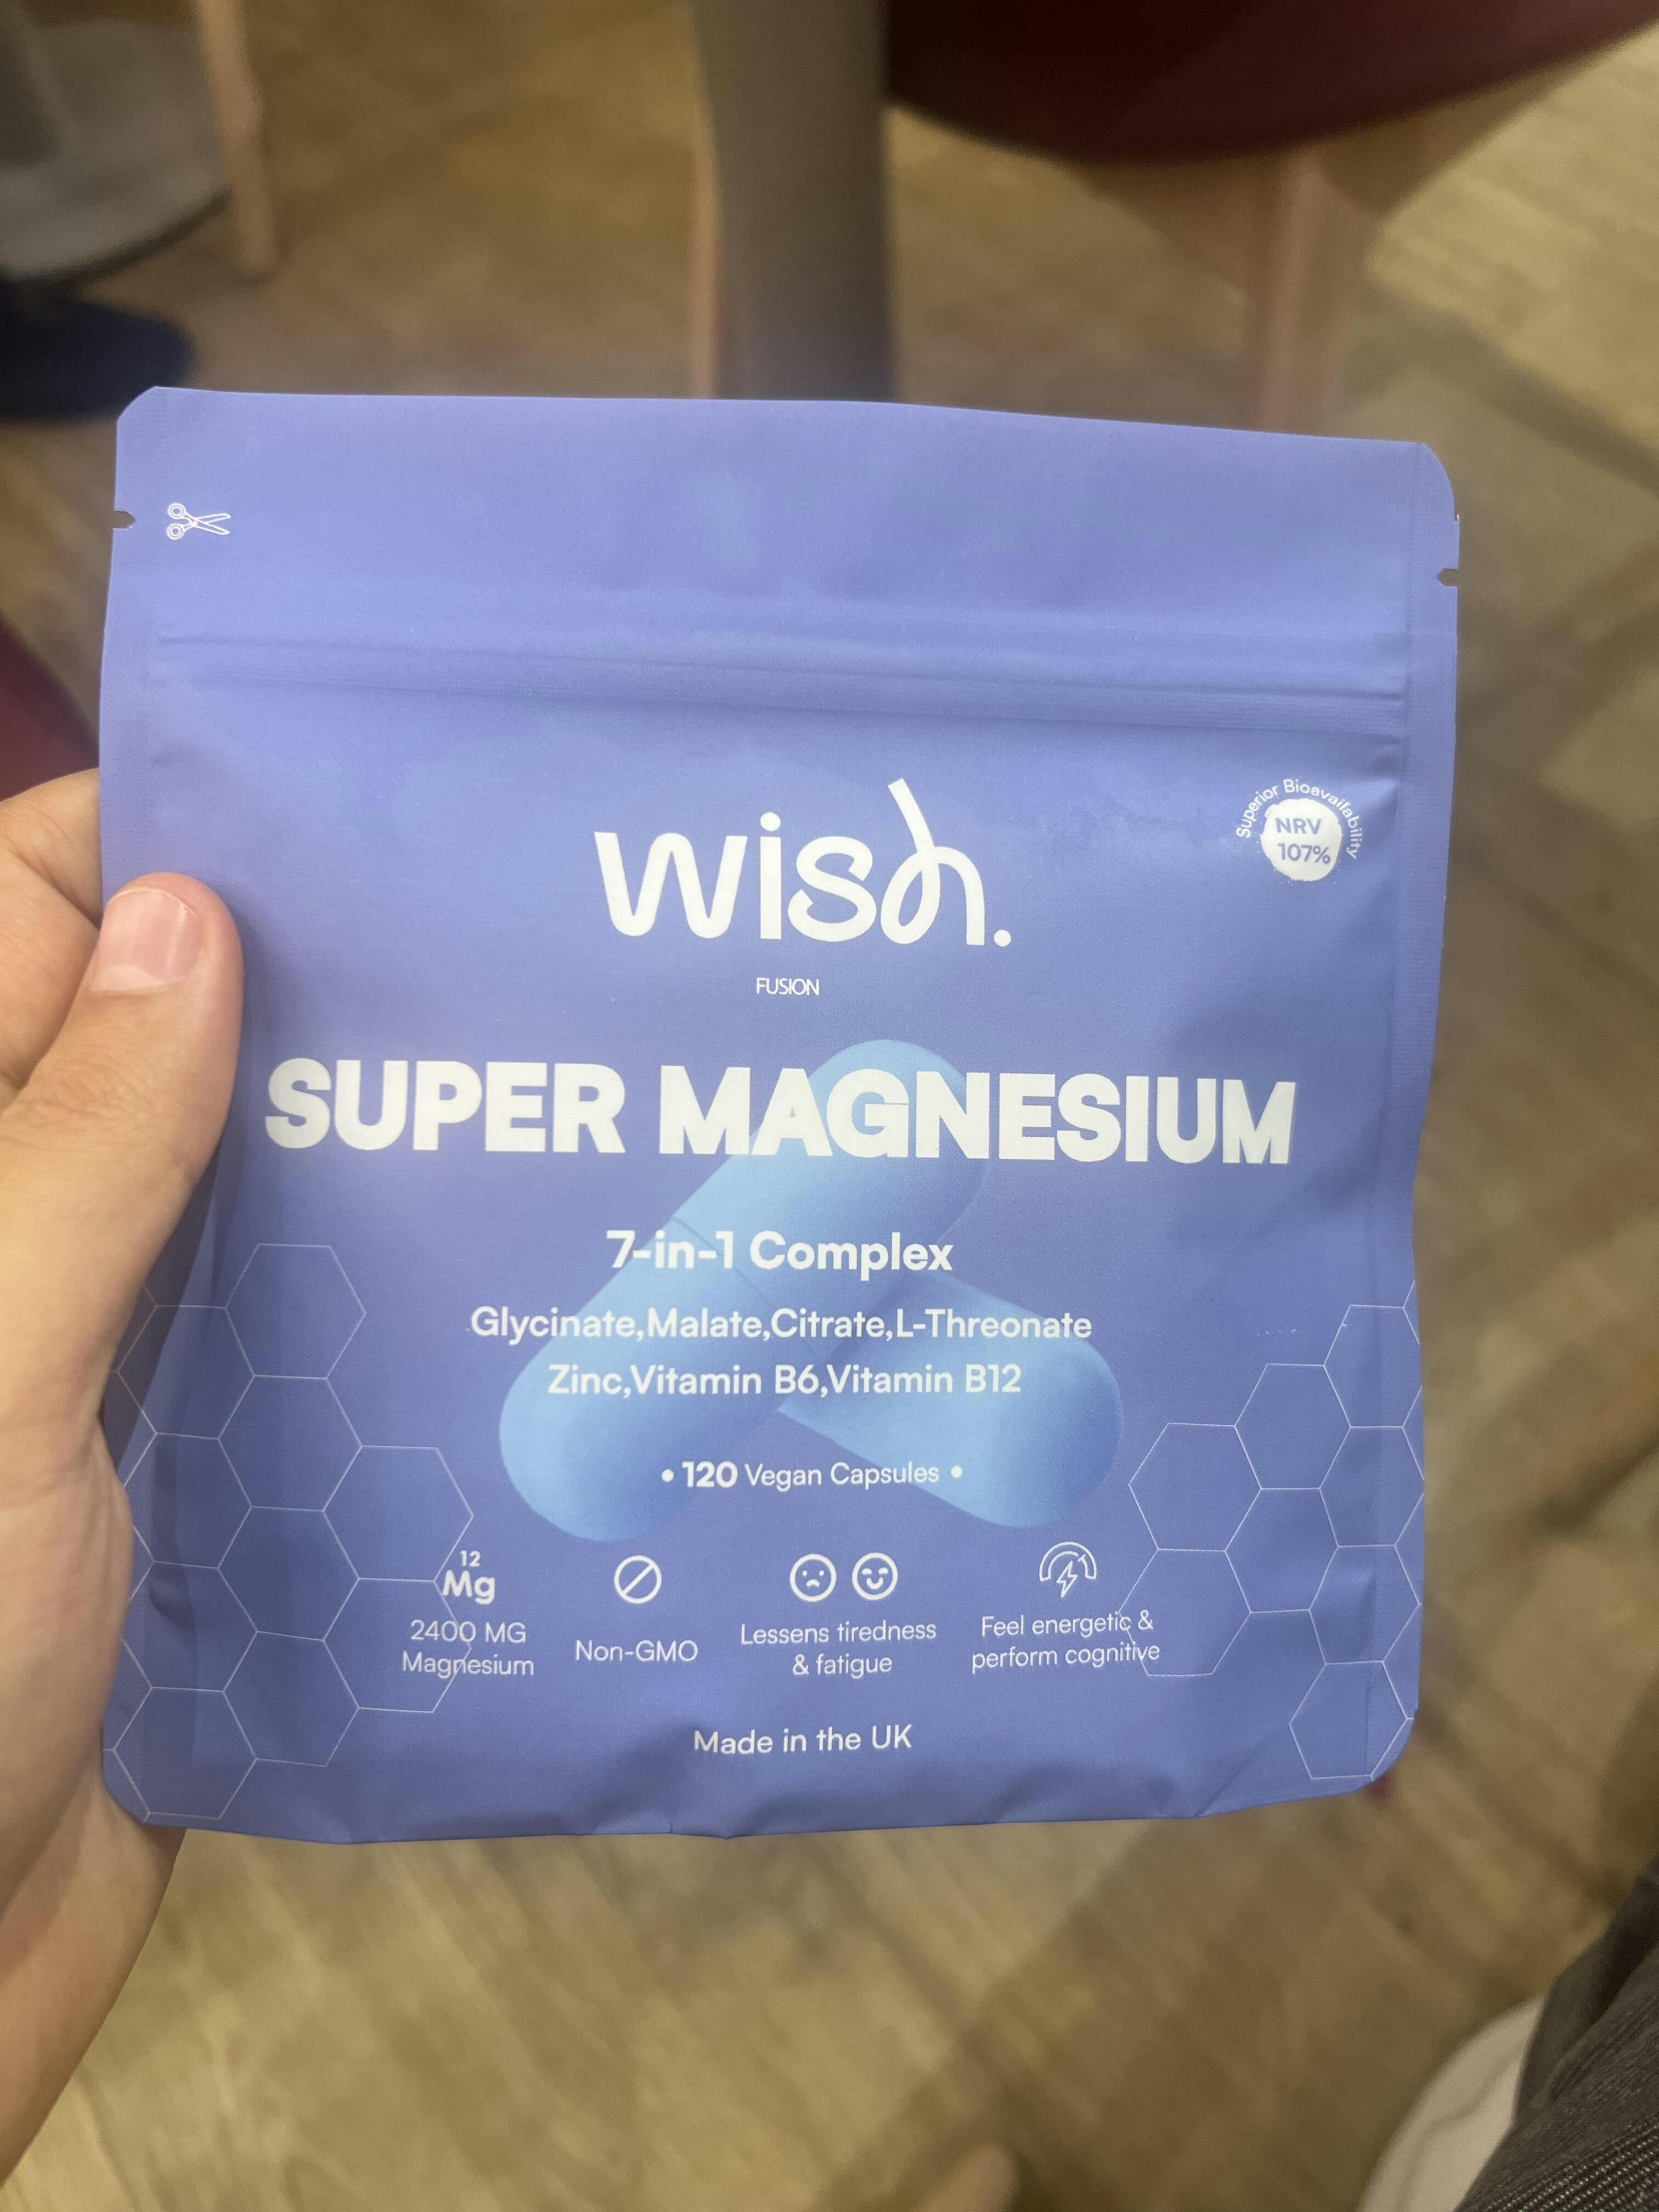 wish.
FUSION
Superior Bioavailability
NRV
107%
SUPER MAGNESIUM
7-in-1 Complex
Glycinate,Malate,Citrate,L-Threonate
Zinc,Vitamin B6,Vitamin B12
• 120 Vegan Capsules •
12
Mg
2400 MG
Magnesium
Non-GMO
Lessens tiredness
& fatigue
Feel energetic &
perform cognitive
Made in the UK